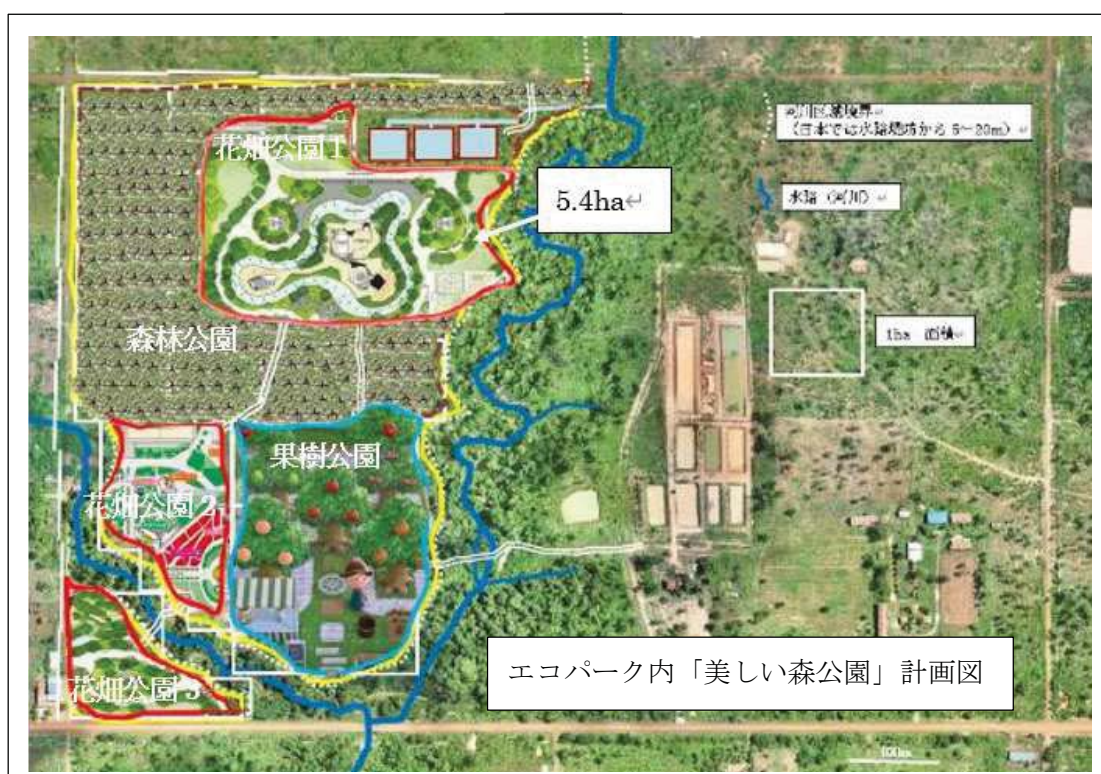 花畑公園1
河川区域境界
(日本では水路堤防から5~20m)
5.4ha
水路(河川)
1ha 面積
森林公園
果樹公園
花畑公園2
エコパーク内「美しい森公園」計画図
花畑公園3
100m